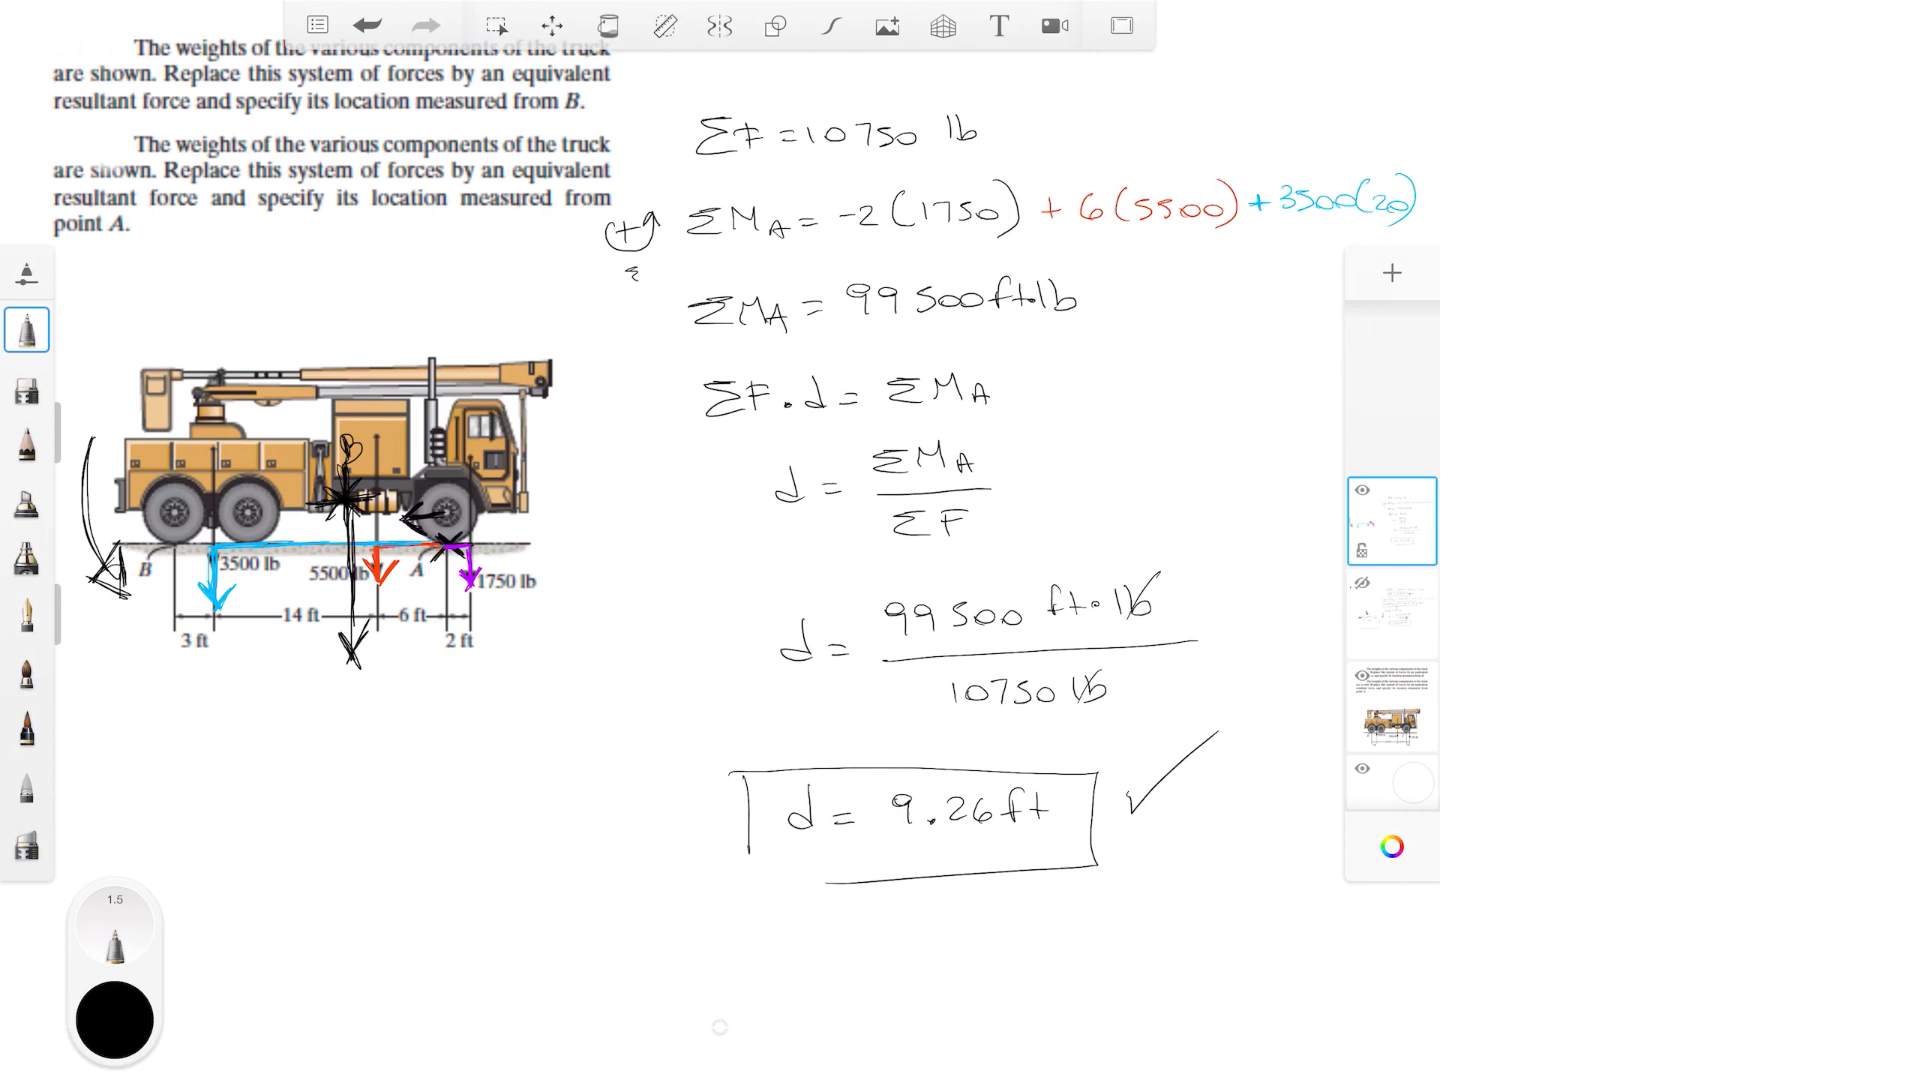 The weights of the various components of the truck
are shown. Replace this system of forces by an equivalent
resultant force and specify its location measured from B.
The weights of the various components of the truck
are shown. Replace this system of forces by an equivalent
resultant force and specify its location measured from
point A.
ΣF = 10750 lb
ΣM_A = -2(1750) + 6(5500) + 3500(20)
ΣM_A = 99500 ft·lb
ΣF · d = ΣM_A
d = ΣM_A / ΣF
d = 99500 ft·lb / 10750 lb
d = 9.26 ft
B
B
3500 lb
5500 lb
A
1750 lb
14 ft
6 ft
3 ft
2 ft
1.5
T